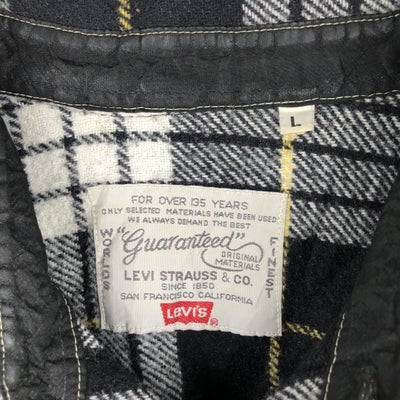 L
FOR OVER 135 YEARS
ONLY SELECTED MATERIALS HAVE BEEN USED
WE ALWAYS DEMAND THE BEST
WORLDS
"Guaranteed"
ORIGINAL
MATERIALS
FINEST
LEVI STRAUSS & CO.
SINCE 1850
SAN FRANCISCO CALIFORNIA
LEVI'S®